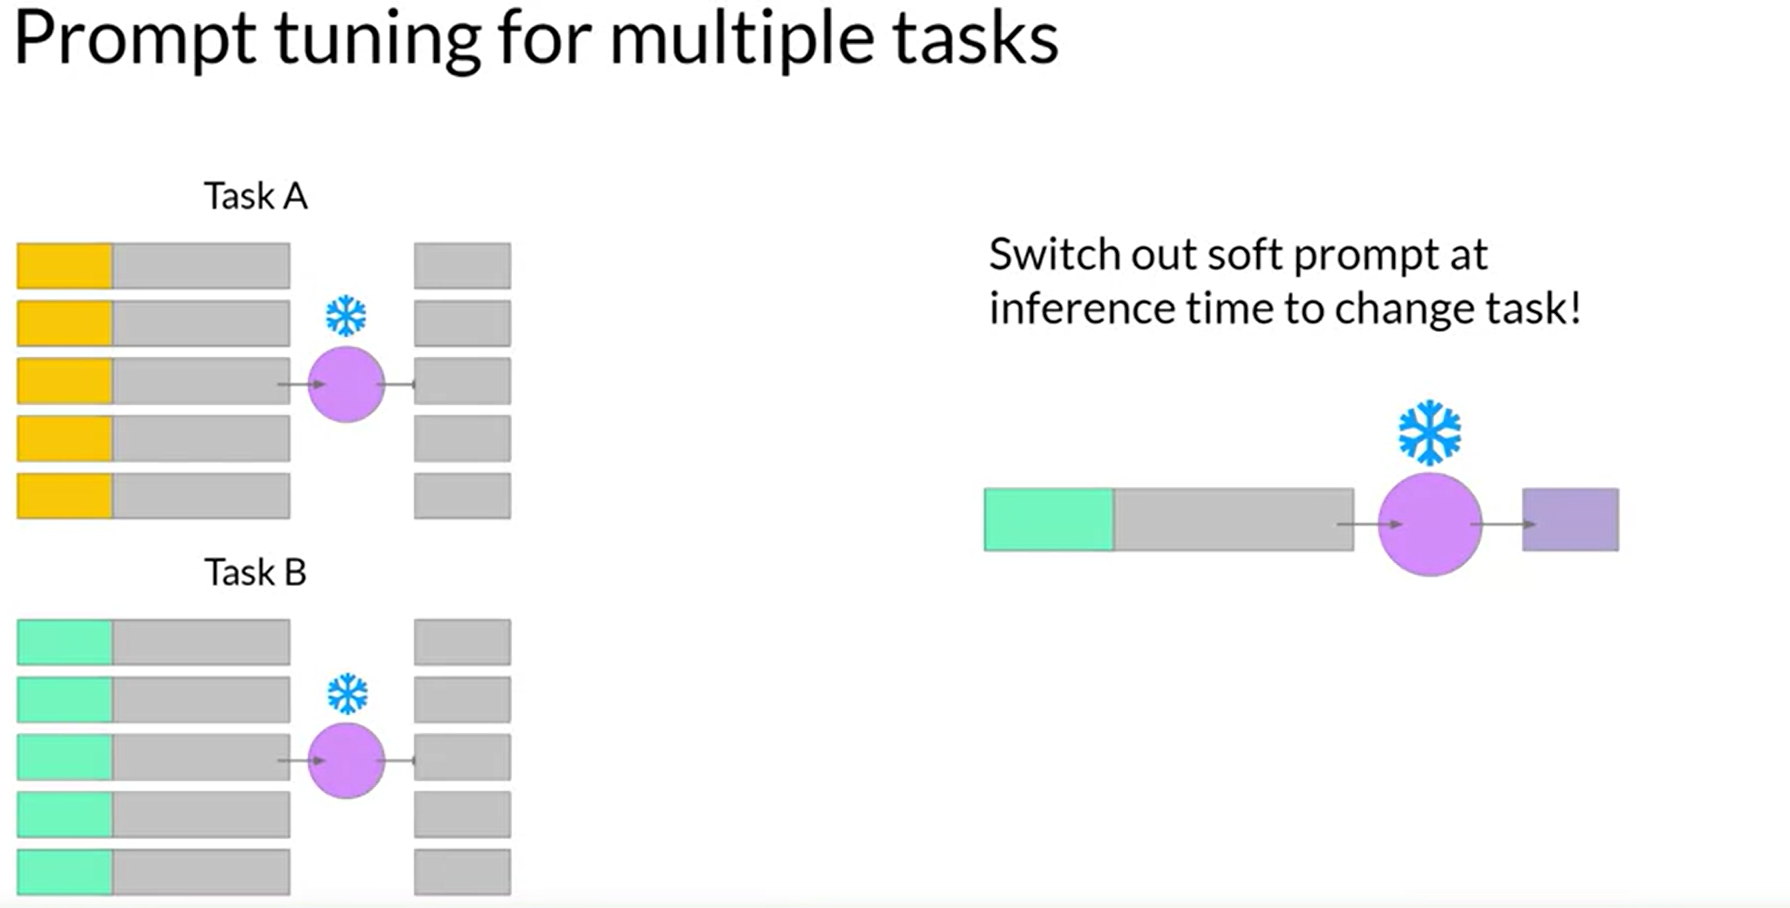 Prompt tuning for multiple tasks
Task A
Switch out soft prompt at
inference time to change task!
Task B